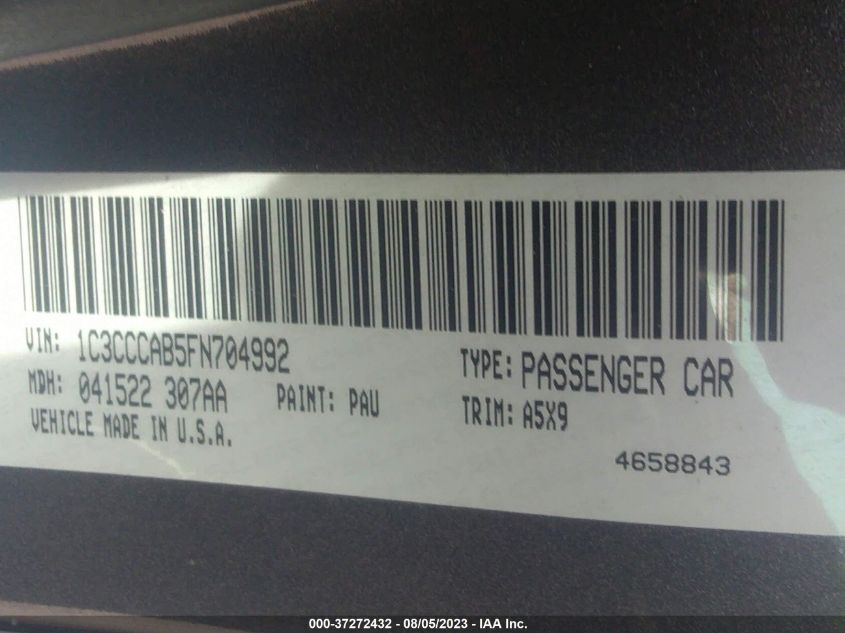 VIN: 1C3CCCAB5FN704992
TYPE: PASSENGER CAR
MDH: 041522 307AA
PAINT: PAU
TRIM: A5X9
VEHICLE MADE IN U.S.A.
4658843
000-37272432 - 08/05/2023 - IAA Inc.